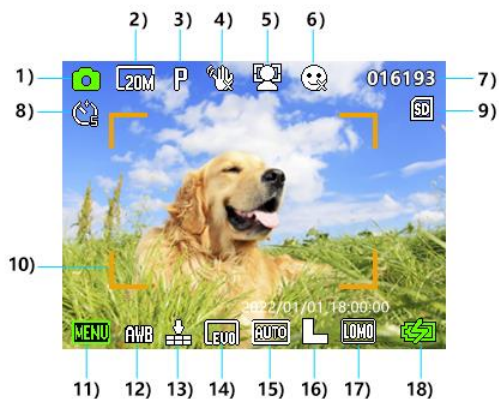 2) 3) 4) 5) 6)
1) 20M P 016193 7)
8) S SD 9)
10)
2022/01/01 18:00:00
MENU AWB EV0 AUTO L LOMO
11) 12) 13) 14) 15) 16) 17) 18)